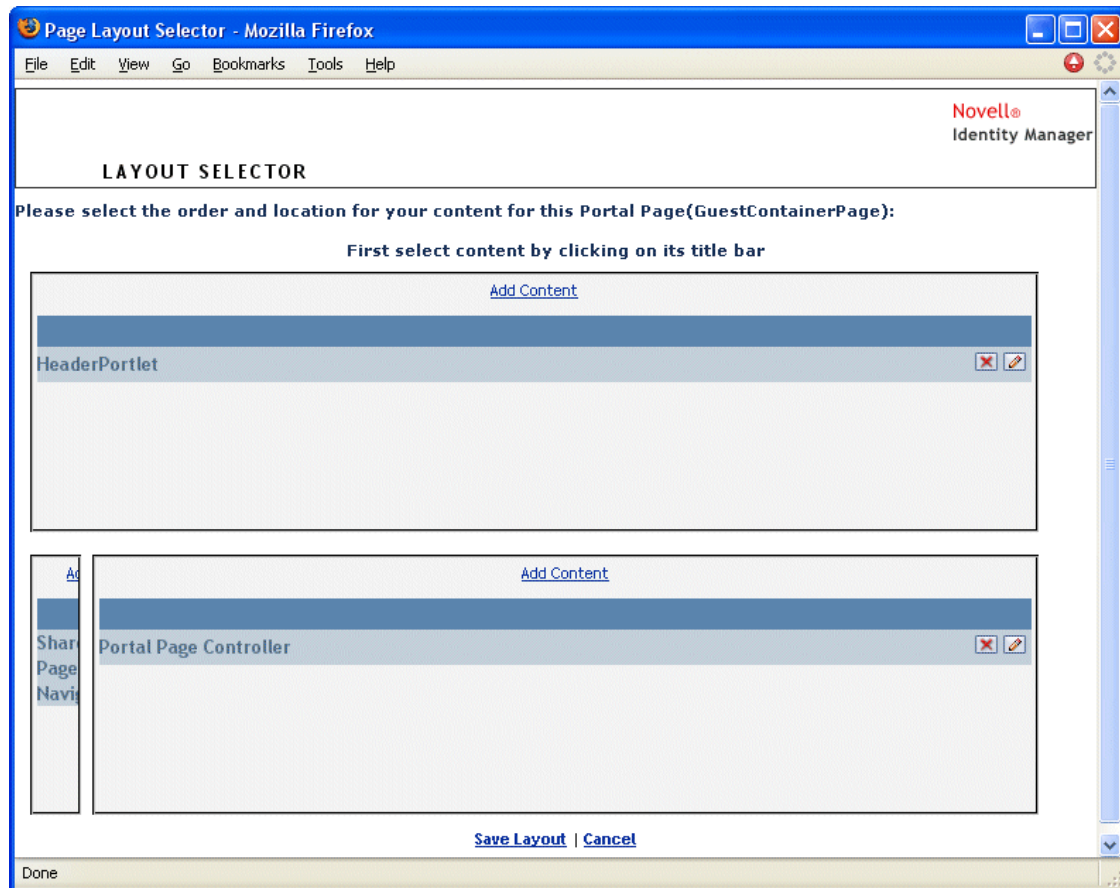 Page Layout Selector - Mozilla Firefox
File Edit View Go Bookmarks Tools Help
Novell®
Identity Manager
LAYOUT SELECTOR
Please select the order and location for your content for this Portal Page(GuestContainerPage):
First select content by clicking on its title bar
Add Content
HeaderPortlet
Add Content
Share
Page
Portal Page Controller
Save Layout | Cancel
Done